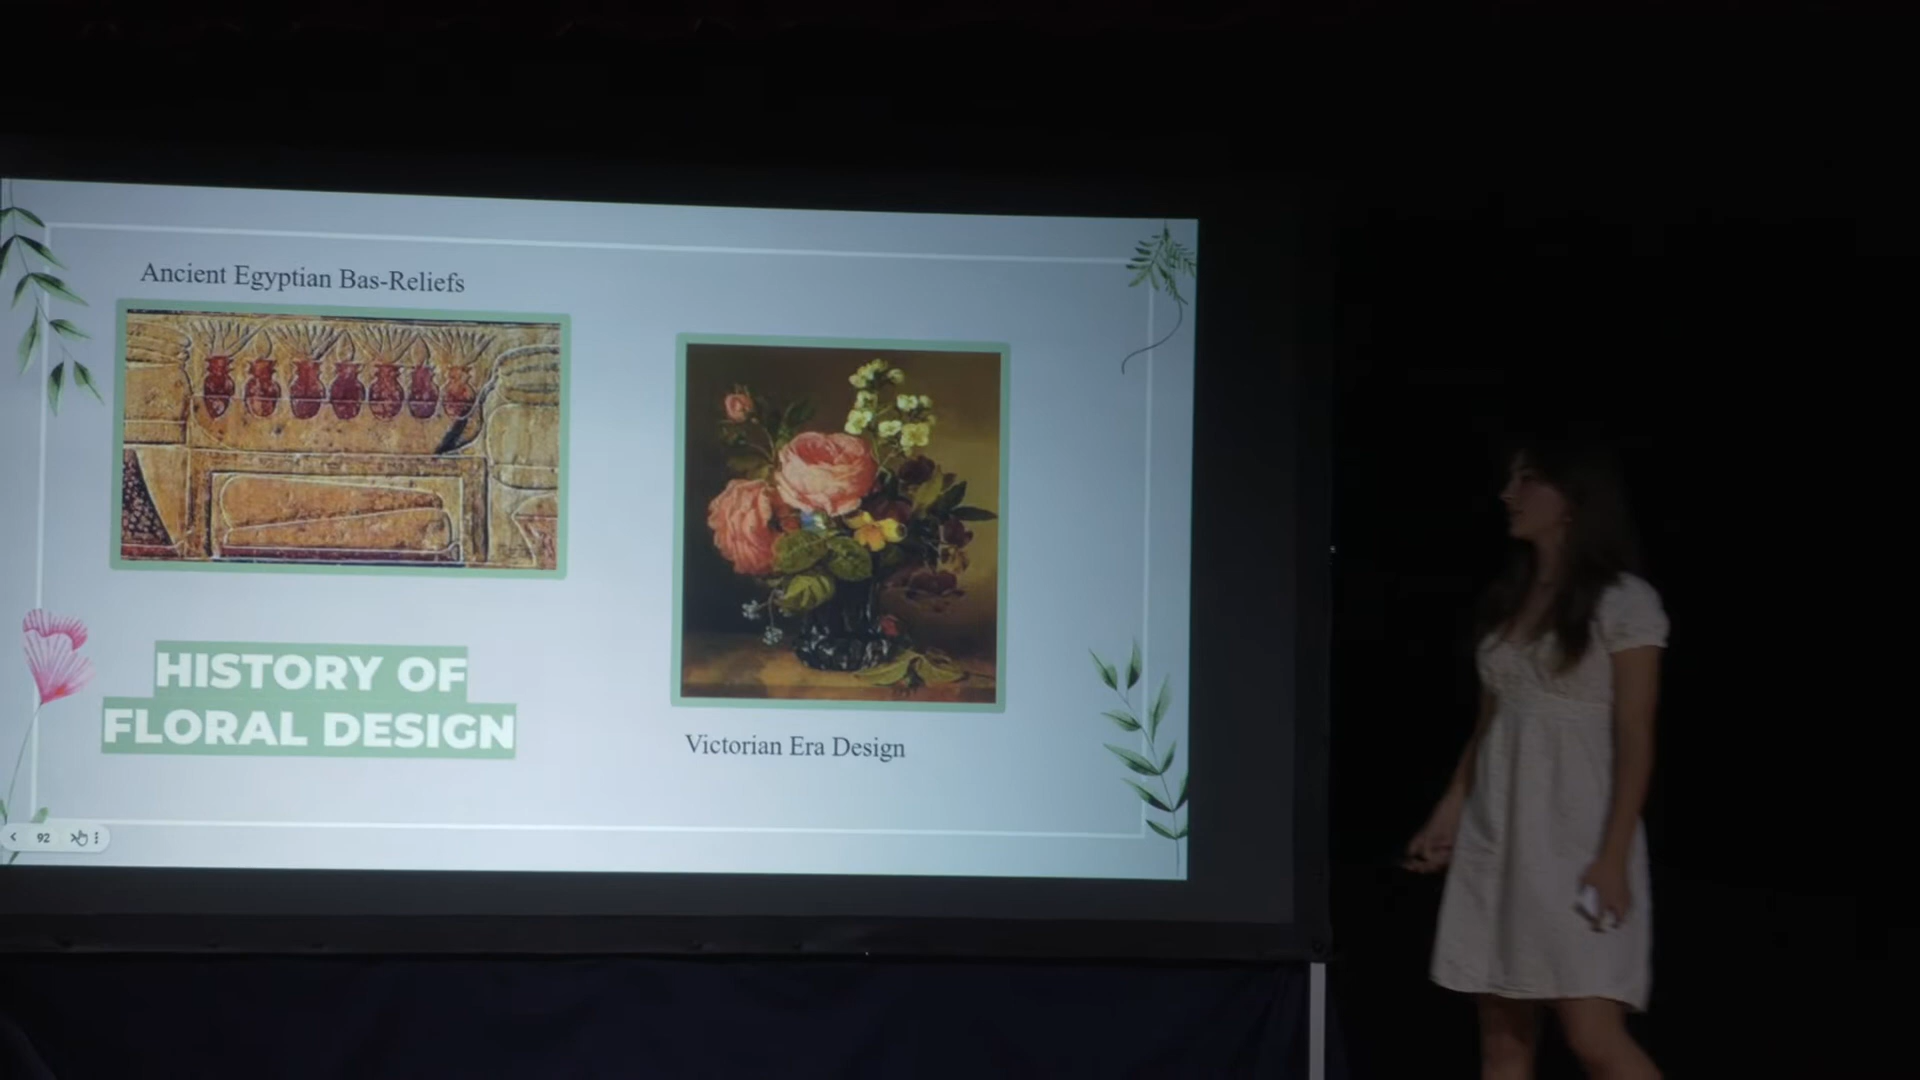 Ancient Egyptian Bas-Reliefs
HISTORY OF
FLORAL DESIGN
Victorian Era Design
92